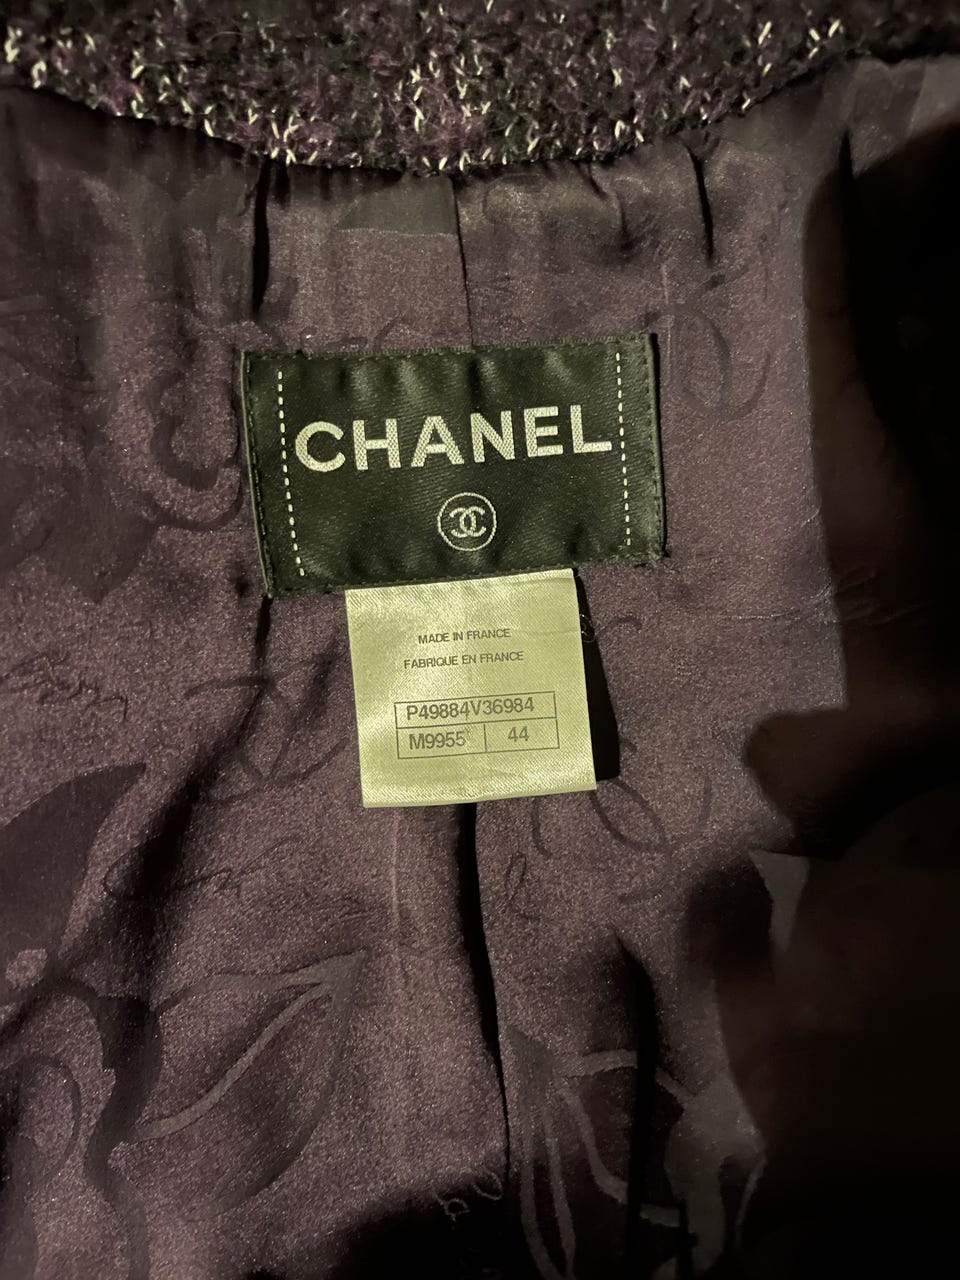 CHANEL
MADE IN FRANCE
FABRIQUE EN FRANCE
P49884V36984
M9955 44